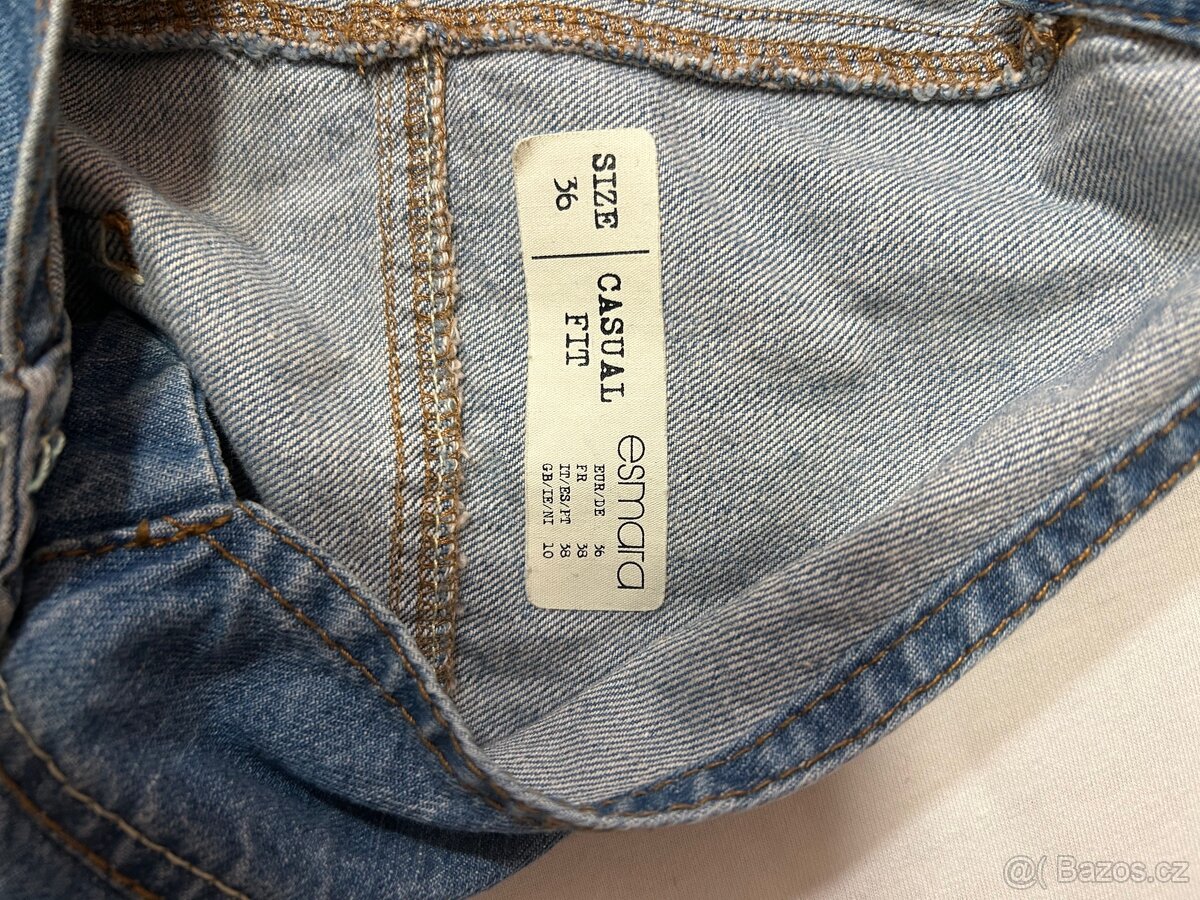 SIZE
36
CASUAL
FIT
esmara
EUR/DE 36
FR 38
IT/ES/PT 38
GB/IE/NI 10
@( Bazos.cz